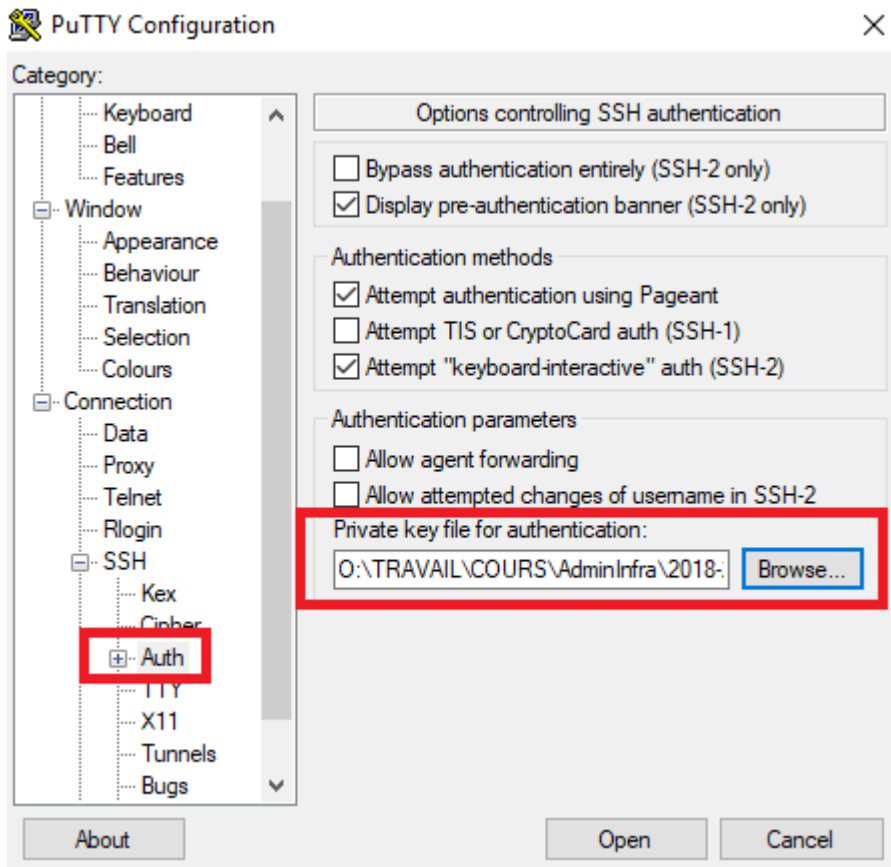 PuTTY Configuration
Category:
Keyboard
Bell
Features
Window
Appearance
Behaviour
Translation
Selection
Colours
Connection
Data
Proxy
Telnet
Rlogin
SSH
Kex
Cipher
Auth
TTY
X11
Tunnels
Bugs
Options controlling SSH authentication
Bypass authentication entirely (SSH-2 only)
Display pre-authentication banner (SSH-2 only)
Authentication methods
Attempt authentication using Pageant
Attempt TIS or CryptoCard auth (SSH-1)
Attempt "keyboard-interactive" auth (SSH-2)
Authentication parameters
Allow agent forwarding
Allow attempted changes of username in SSH-2
Private key file for authentication:
O:\TRAVAIL\COURS\AdminInfra\2018-
Browse...
About
Open
Cancel